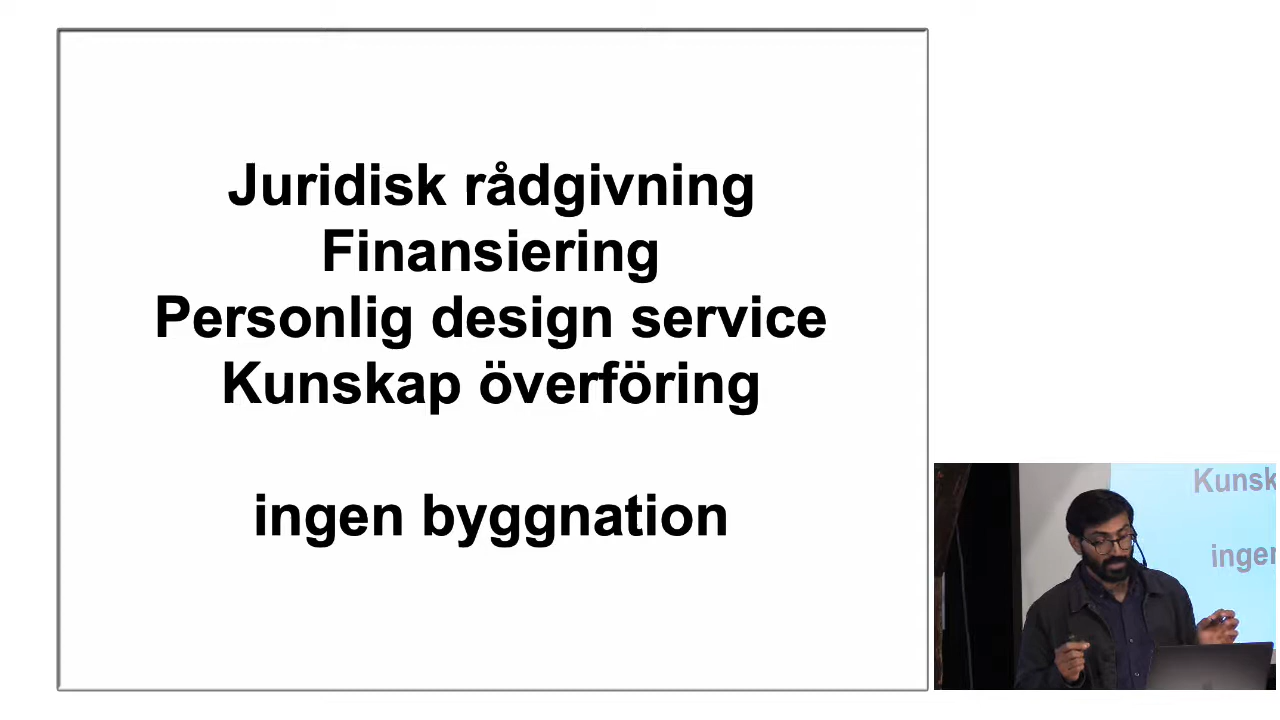 Juridisk rådgivning
Finansiering
Personlig design service
Kunskap överföring
ingen byggnation
Kunsk
ingen